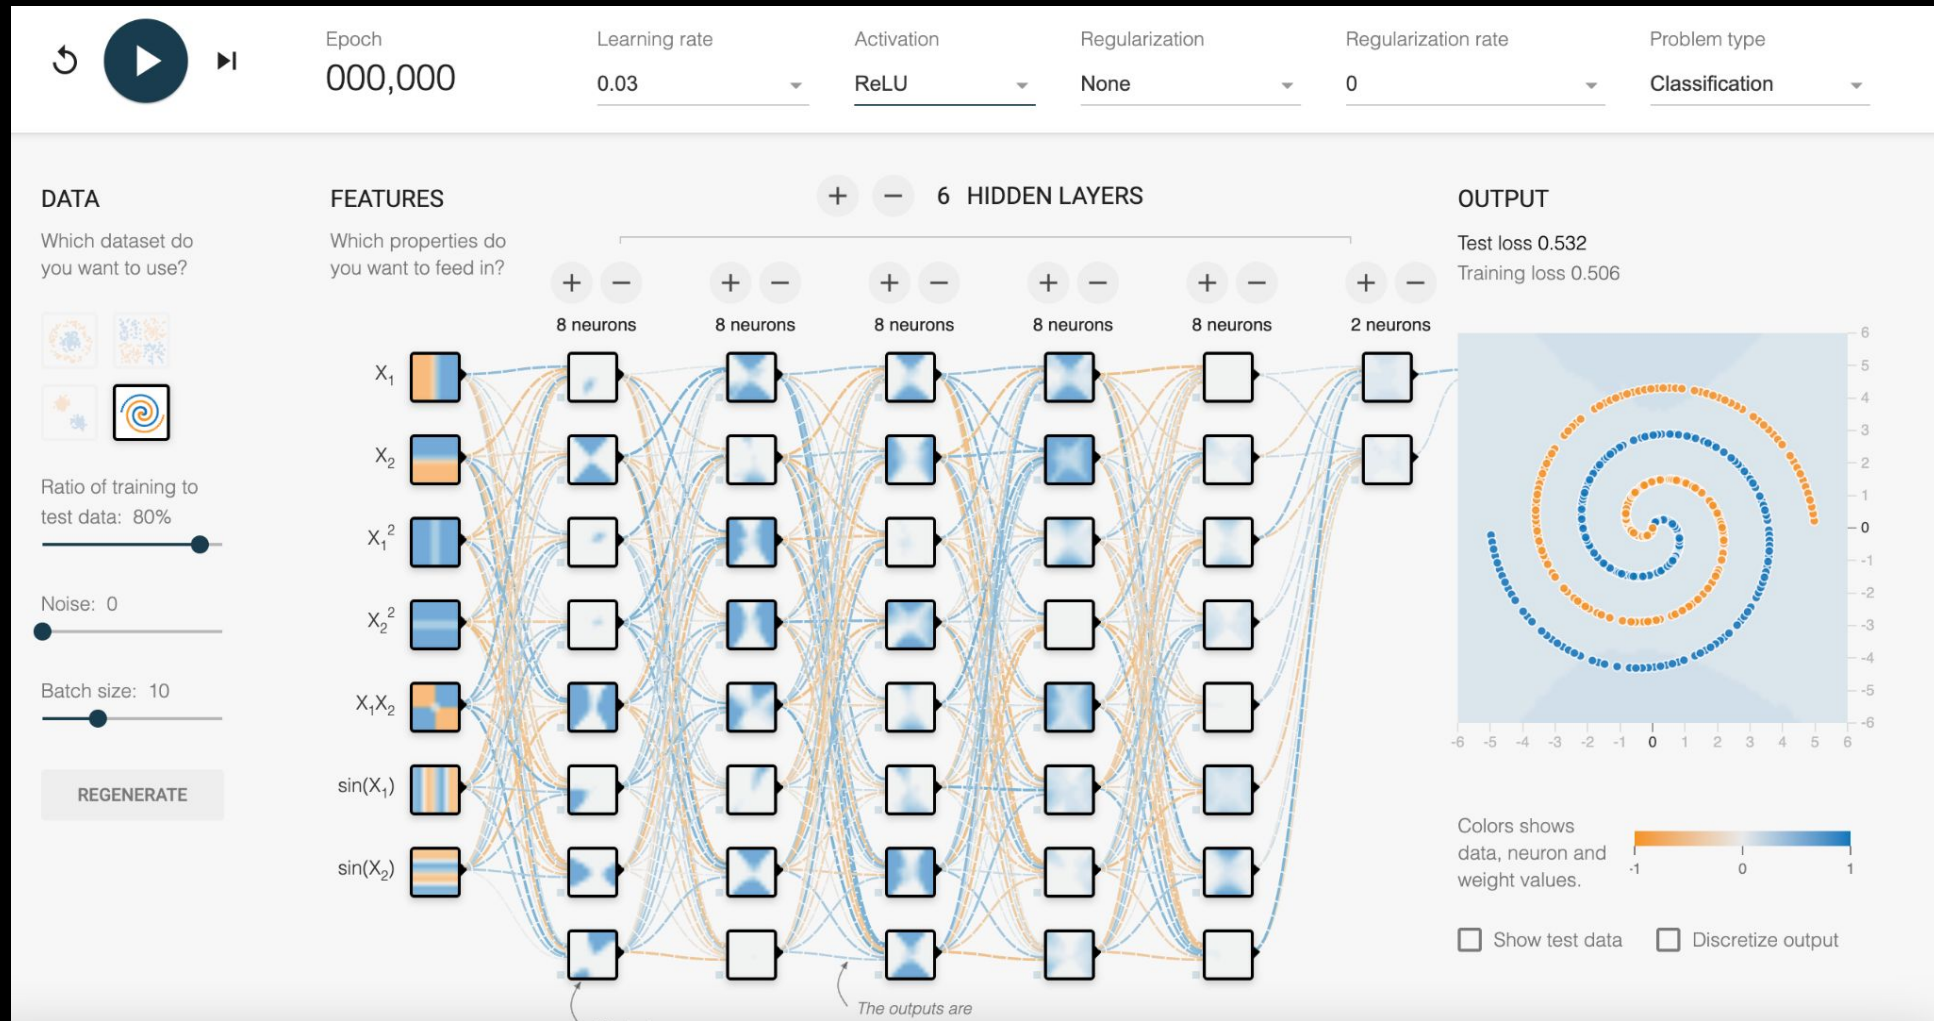 Epoch
000,000
Learning rate
0.03
Activation
ReLU
Regularization
None
Regularization rate
0
Problem type
Classification
DATA
Which dataset do
you want to use?
Ratio of training to
test data: 80%
Noise: 0
Batch size: 10
REGENERATE
FEATURES
Which properties do
you want to feed in?
X₁
X₂
X₁²
X₂²
X₁X₂
sin(X₁)
sin(X₂)
+ − 6 HIDDEN LAYERS
+ − + − + − + − + − + −
8 neurons 8 neurons 8 neurons 8 neurons 8 neurons 2 neurons
The outputs are
OUTPUT
Test loss 0.532
Training loss 0.506
6
5
4
3
2
1
0
-1
-2
-3
-4
-5
-6
-6 -5 -4 -3 -2 -1 0 1 2 3 4 5 6
Colors shows
data, neuron and
weight values.
-1 0 1
Show test data
Discretize output